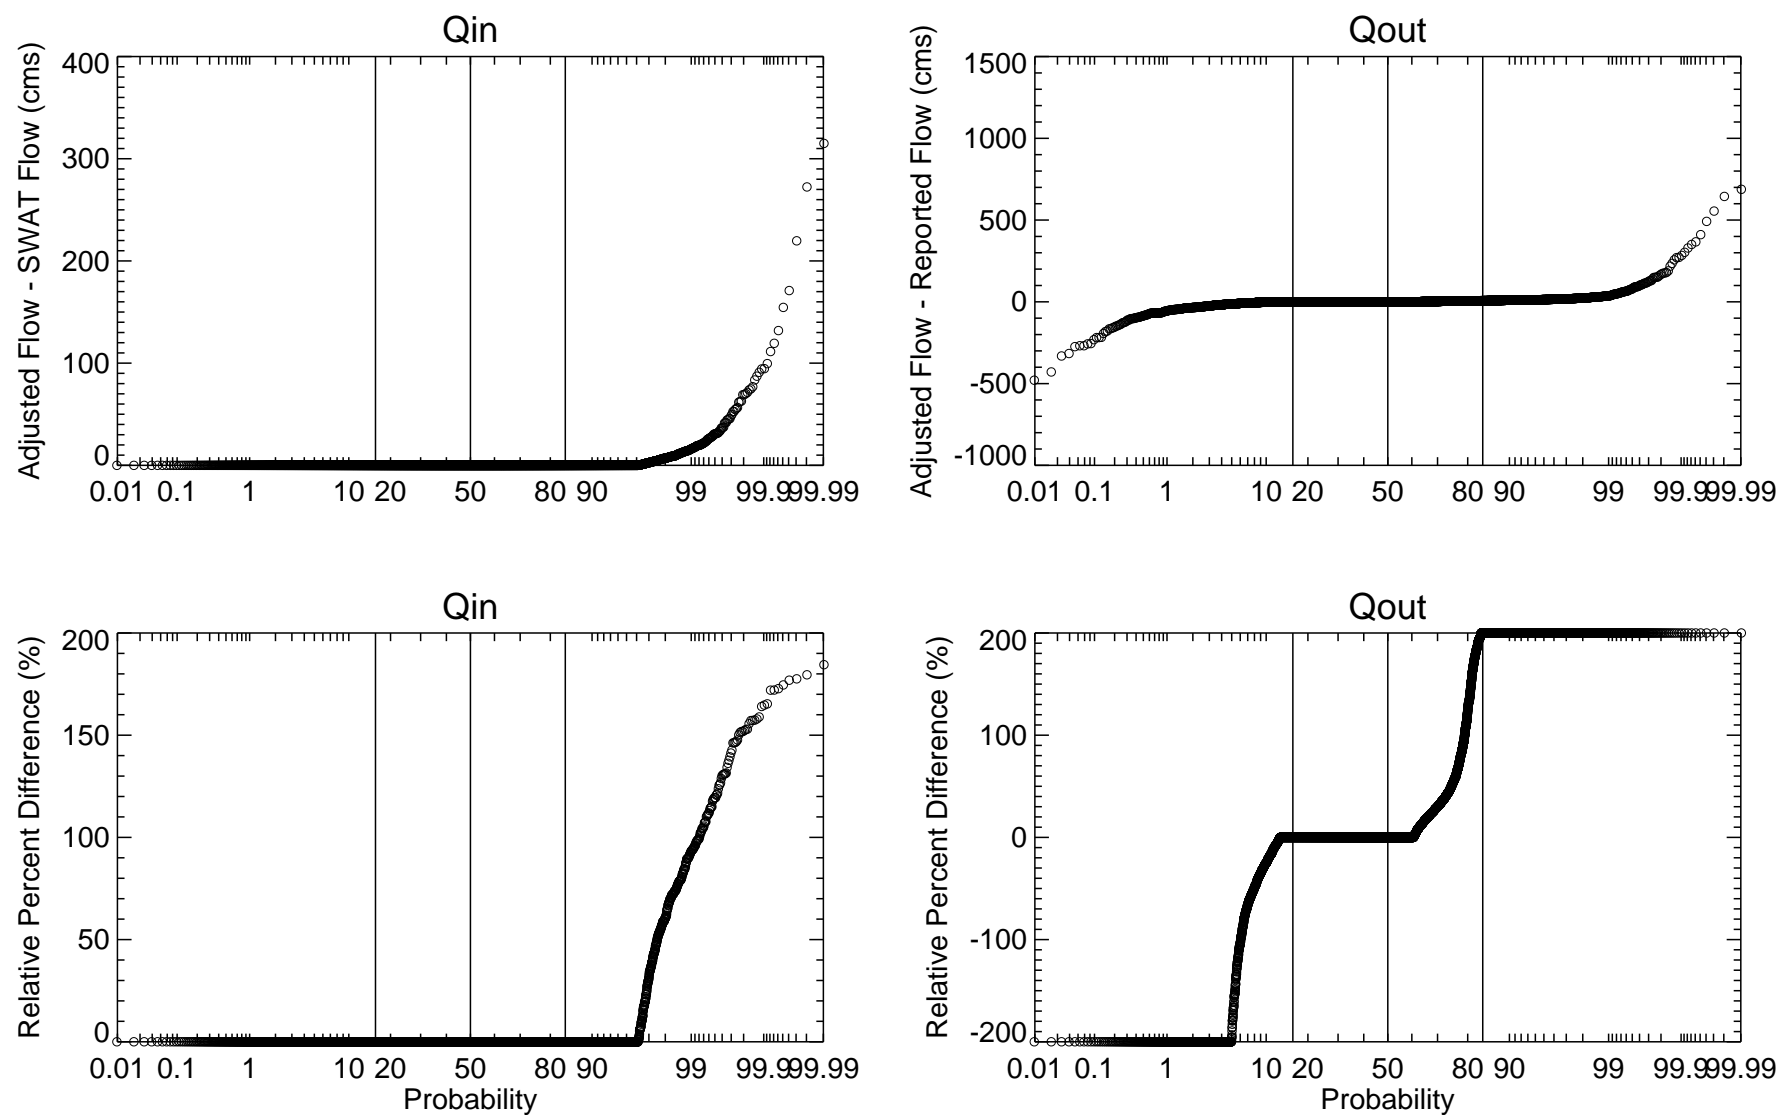 Qin
Adjusted Flow - SWAT Flow (cms)
400
300
200
100
0
0.01 0.1 1 10 20 50 80 90 99 99.9 99.99
Qout
Adjusted Flow - Reported Flow (cms)
1500
1000
500
0
-500
-1000
0.01 0.1 1 10 20 50 80 90 99 99.9 99.99
Qin
Relative Percent Difference (%)
200
150
100
50
0
0.01 0.1 1 10 20 50 80 90 99 99.9 99.99
Probability
Qout
Relative Percent Difference (%)
200
100
0
-100
-200
0.01 0.1 1 10 20 50 80 90 99 99.9 99.99
Probability